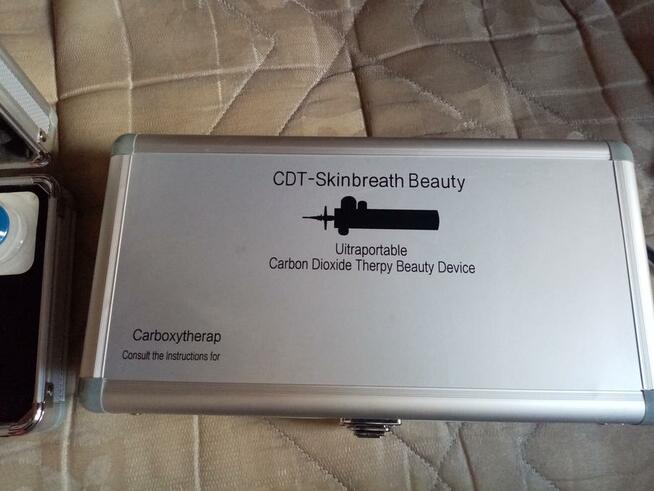 CDT-Skinbreath Beauty
Uitraportable
Carbon Dioxide Therpy Beauty Device
Carboxytherap
Consult the Instructions for